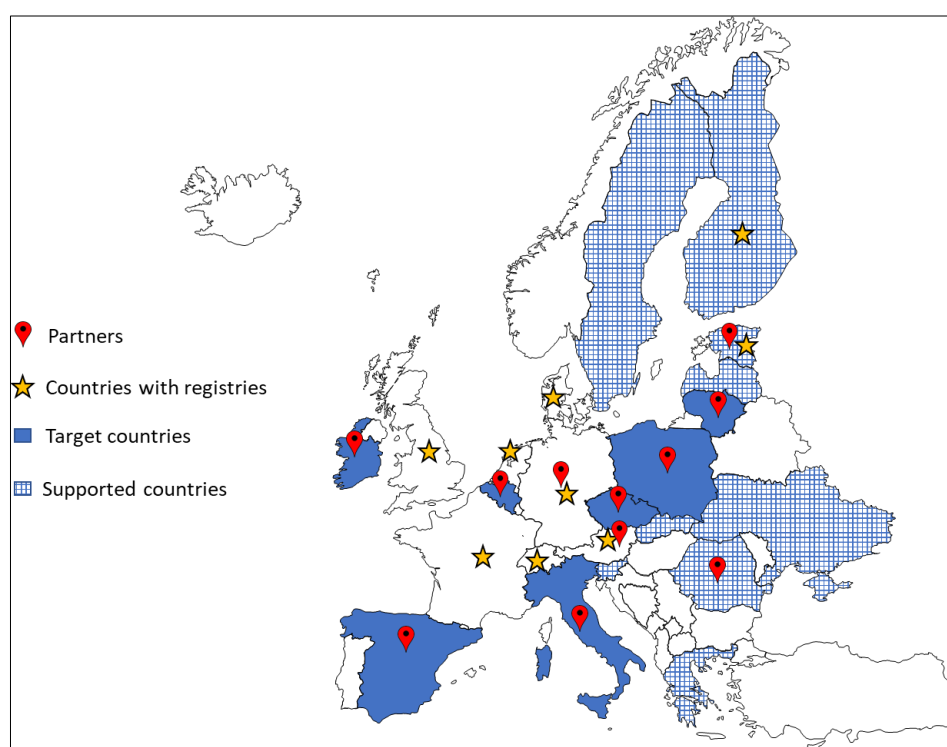 Partners
Countries with registries
Target countries
Supported countries